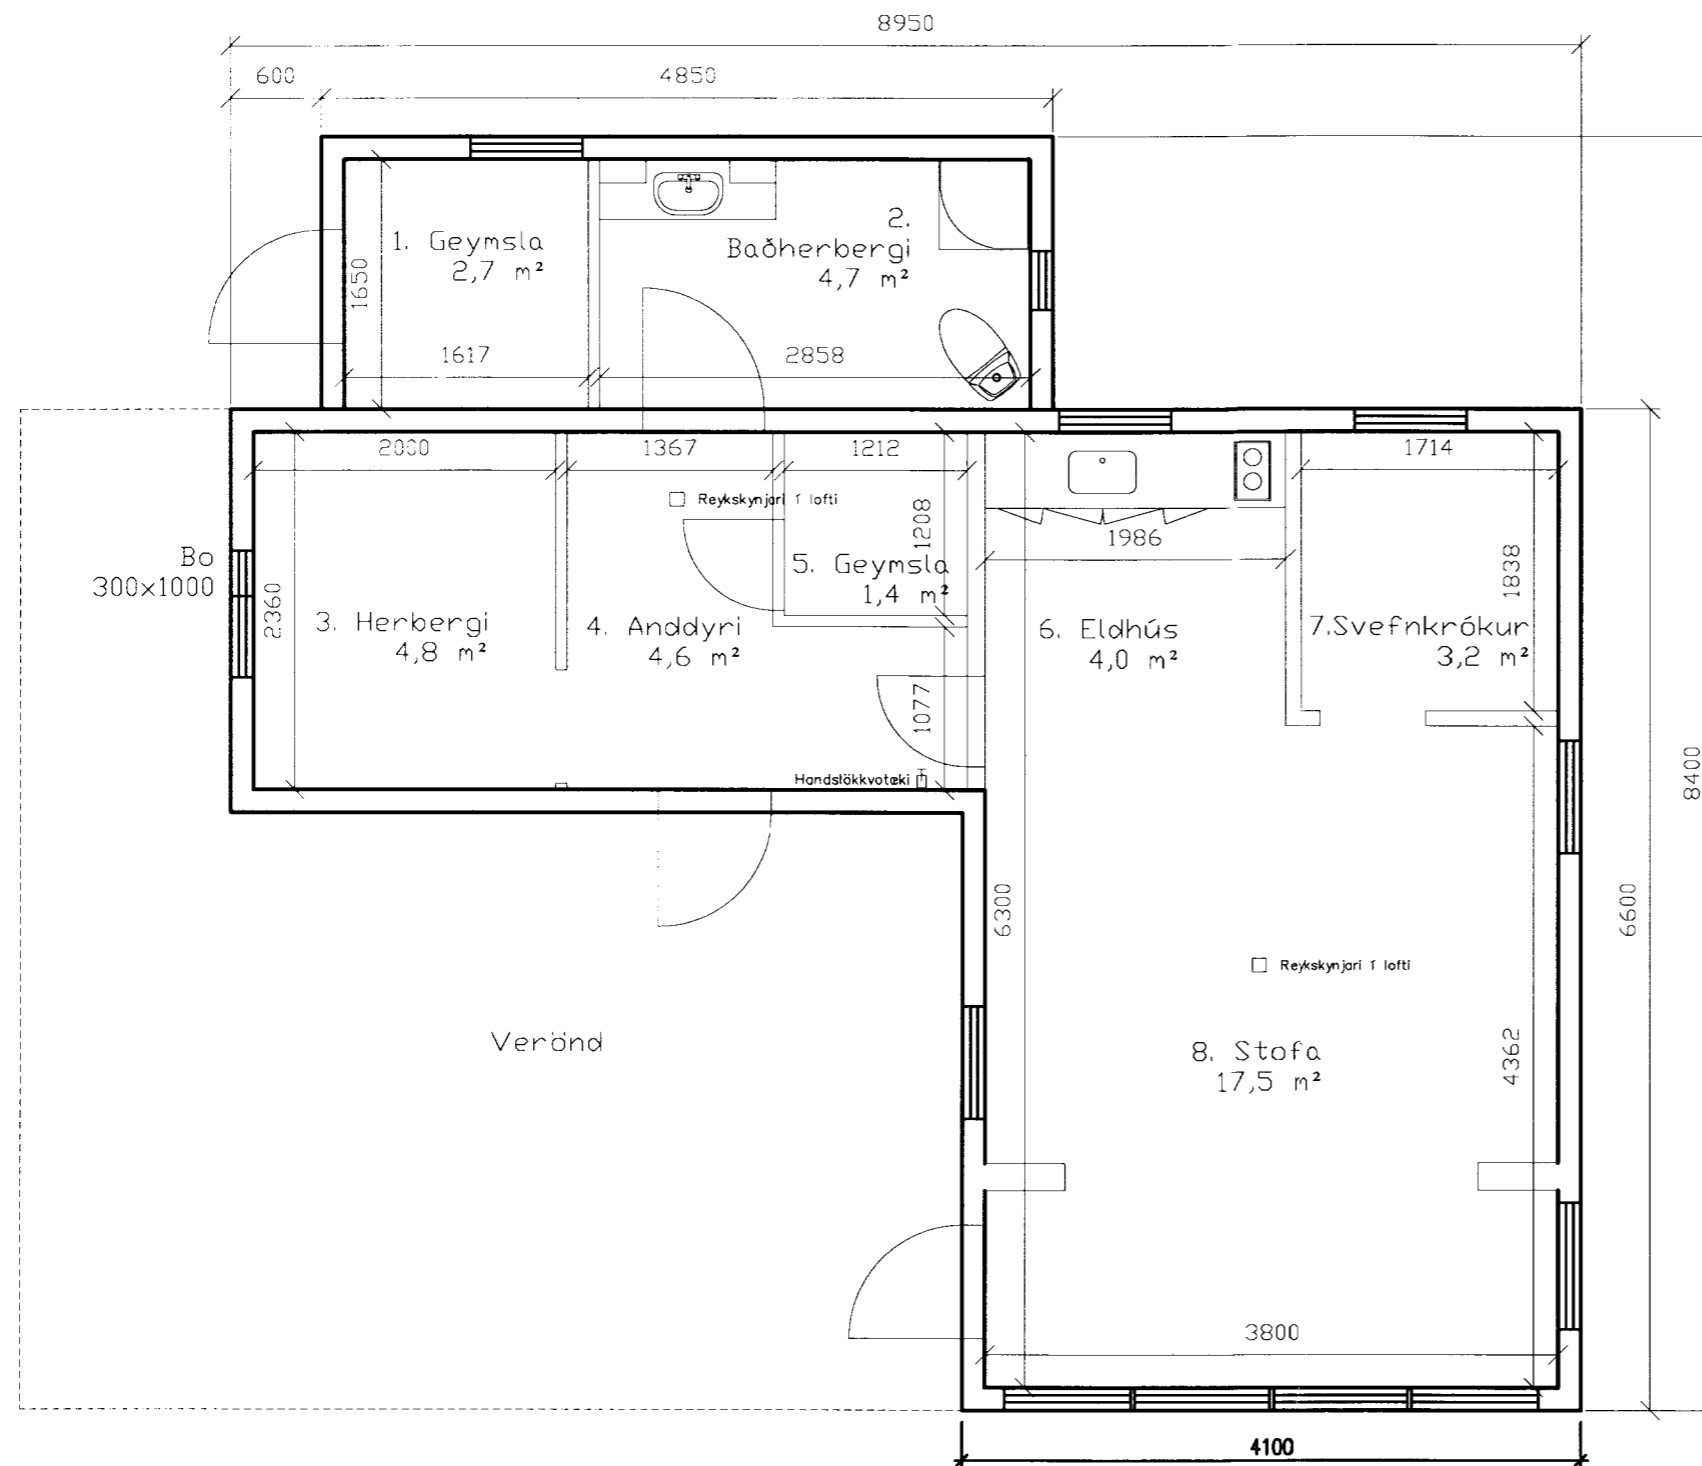 8950
600
4850
1. Geymsla
2,7 m²
2.
Baðherbergi
4,7 m²
1650
1617
2858
2000
1367
1212
1714
Reykskynjari í lofti
1208
1986
1838
Bo
300x1000
2360
3. Herbergi
4,8 m²
4. Anddyri
4,6 m²
5. Geymsla
1,4 m²
6. Eldhús
4,0 m²
7.Svefnkrókur
3,2 m²
1077
Handslökkvotæki
8400
6300
6600
Reykskynjari í lofti
Verönd
8. Stofa
17,5 m²
4362
3800
4100